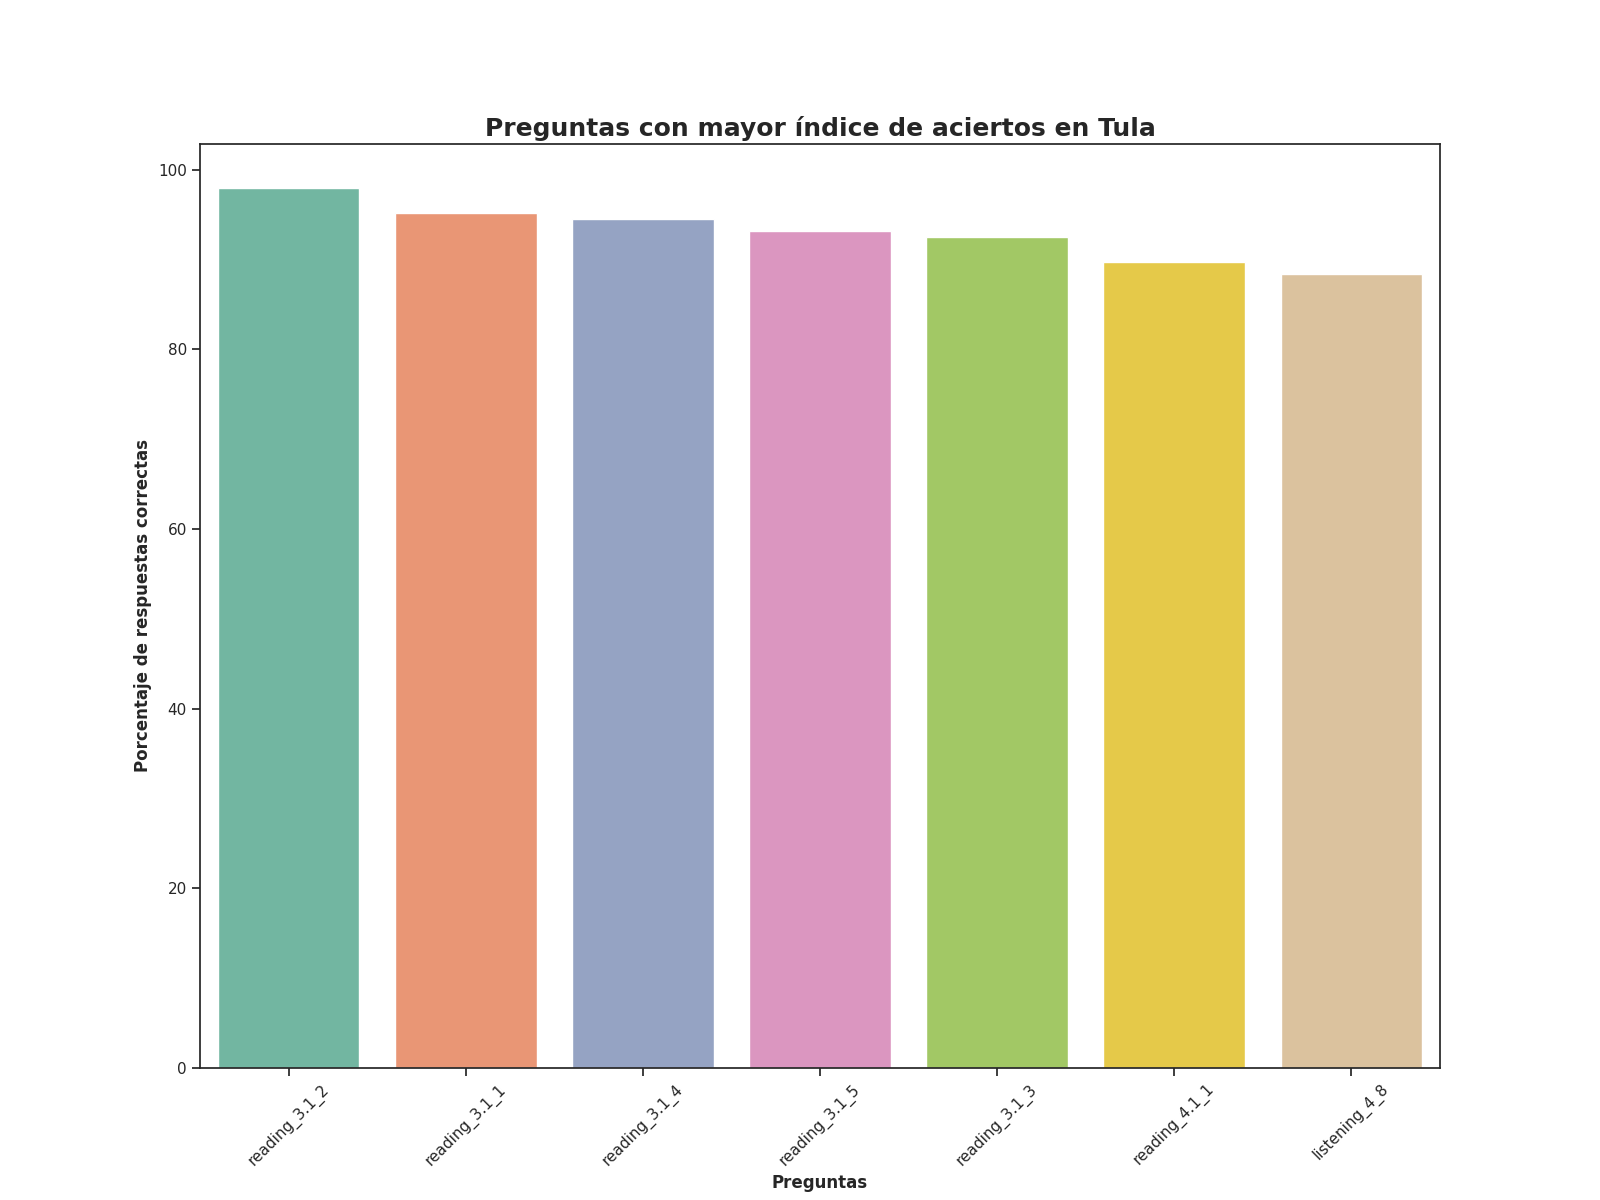 Preguntas con mayor índice de aciertos en Tula
Porcentaje de respuestas correctas
100
80
60
40
20
0
reading_3.1_2
reading_3.1_1
reading_3.1_4
reading_3.1_5
reading_3.1_3
reading_4.1_1
listening_4_8
Preguntas